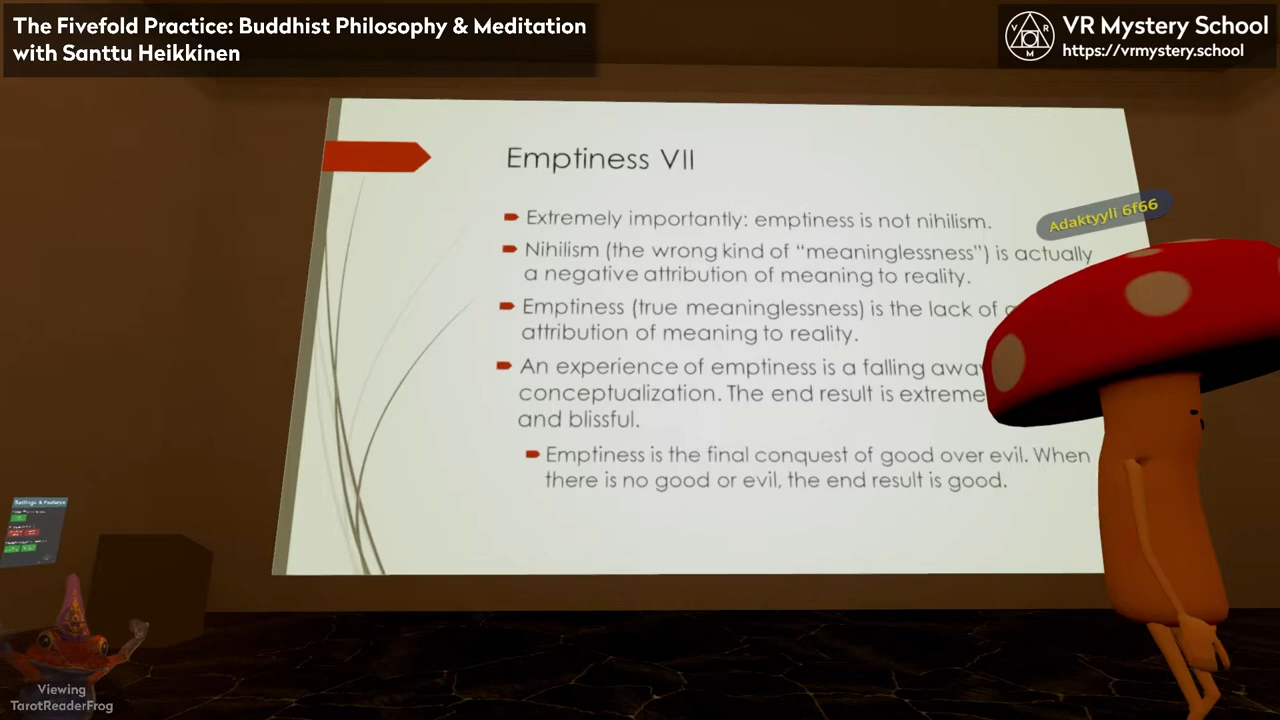 The Fivefold Practice: Buddhist Philosophy & Meditation
with Santtu Heikkinen
VR Mystery School
https://vrmystery.school
V R
M
Emptiness VII
Extremely importantly: emptiness is not nihilism.
Adaktyyli 6f66
Nihilism (the wrong kind of “meaninglessness”) is actually
a negative attribution of meaning to reality.
Emptiness (true meaninglessness) is the lack of
attribution of meaning to reality.
An experience of emptiness is a falling away
conceptualization. The end result is
and blissful.
Emptiness is the final conquest of good over evil. When
there is no good or evil, the end result is good.
Viewing
TarotReaderFrog